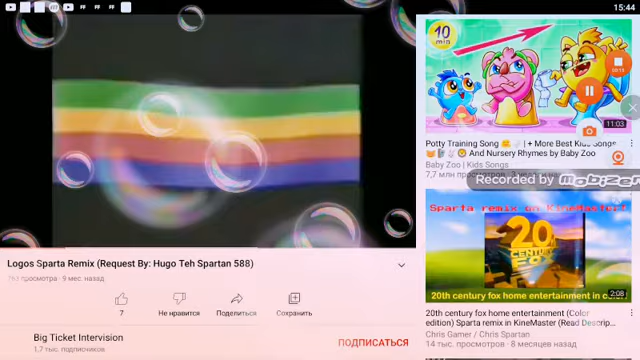 15:44
Logos Sparta Remix (Request By: Hugo Teh Spartan 588)
763 просмотра · 9 мес. назад
7
Не нравится
Поделиться
Сохранить
Big Ticket Intervision
1,7 тыс. подписчиков
ПОДПИСАТЬСЯ
10
min
11:03
Potty Training Song | + More Best Kids Songs
And Nursery Rhymes by Baby Zoo
Baby Zoo | Kids Songs
7,7 млн просмотров
Recorded by
Mobizen
Sparta remix on KineMaster
20
CENTURY
FOX
20th century fox home entertainment in color
2:08
20th century fox home entertainment (Color
edition) Sparta remix in KineMaster (Read Descrip...
Chris Gamer / Chris Spartan
14 тыс. просмотров · 8 месяцев назад